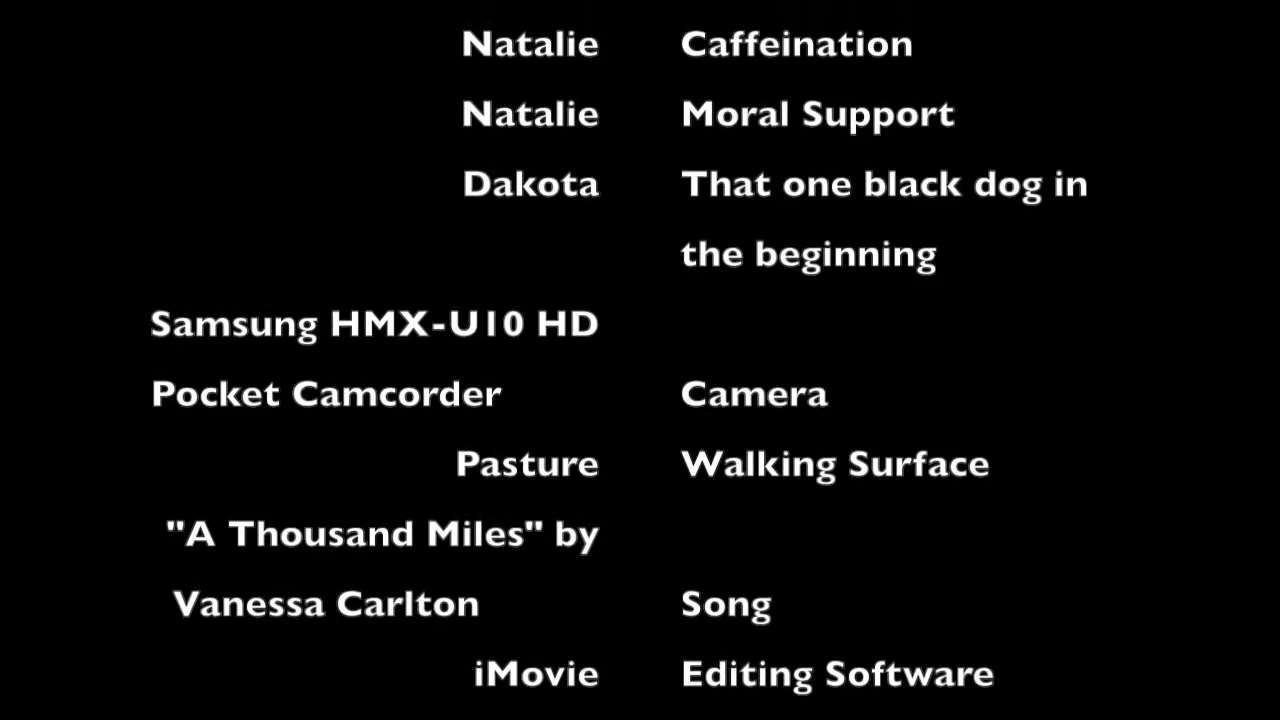 Natalie Caffeination
Natalie Moral Support
Dakota That one black dog in
the beginning
Samsung HMX-U10 HD
Pocket Camcorder Camera
Pasture Walking Surface
"A Thousand Miles" by
Vanessa Carlton Song
iMovie Editing Software